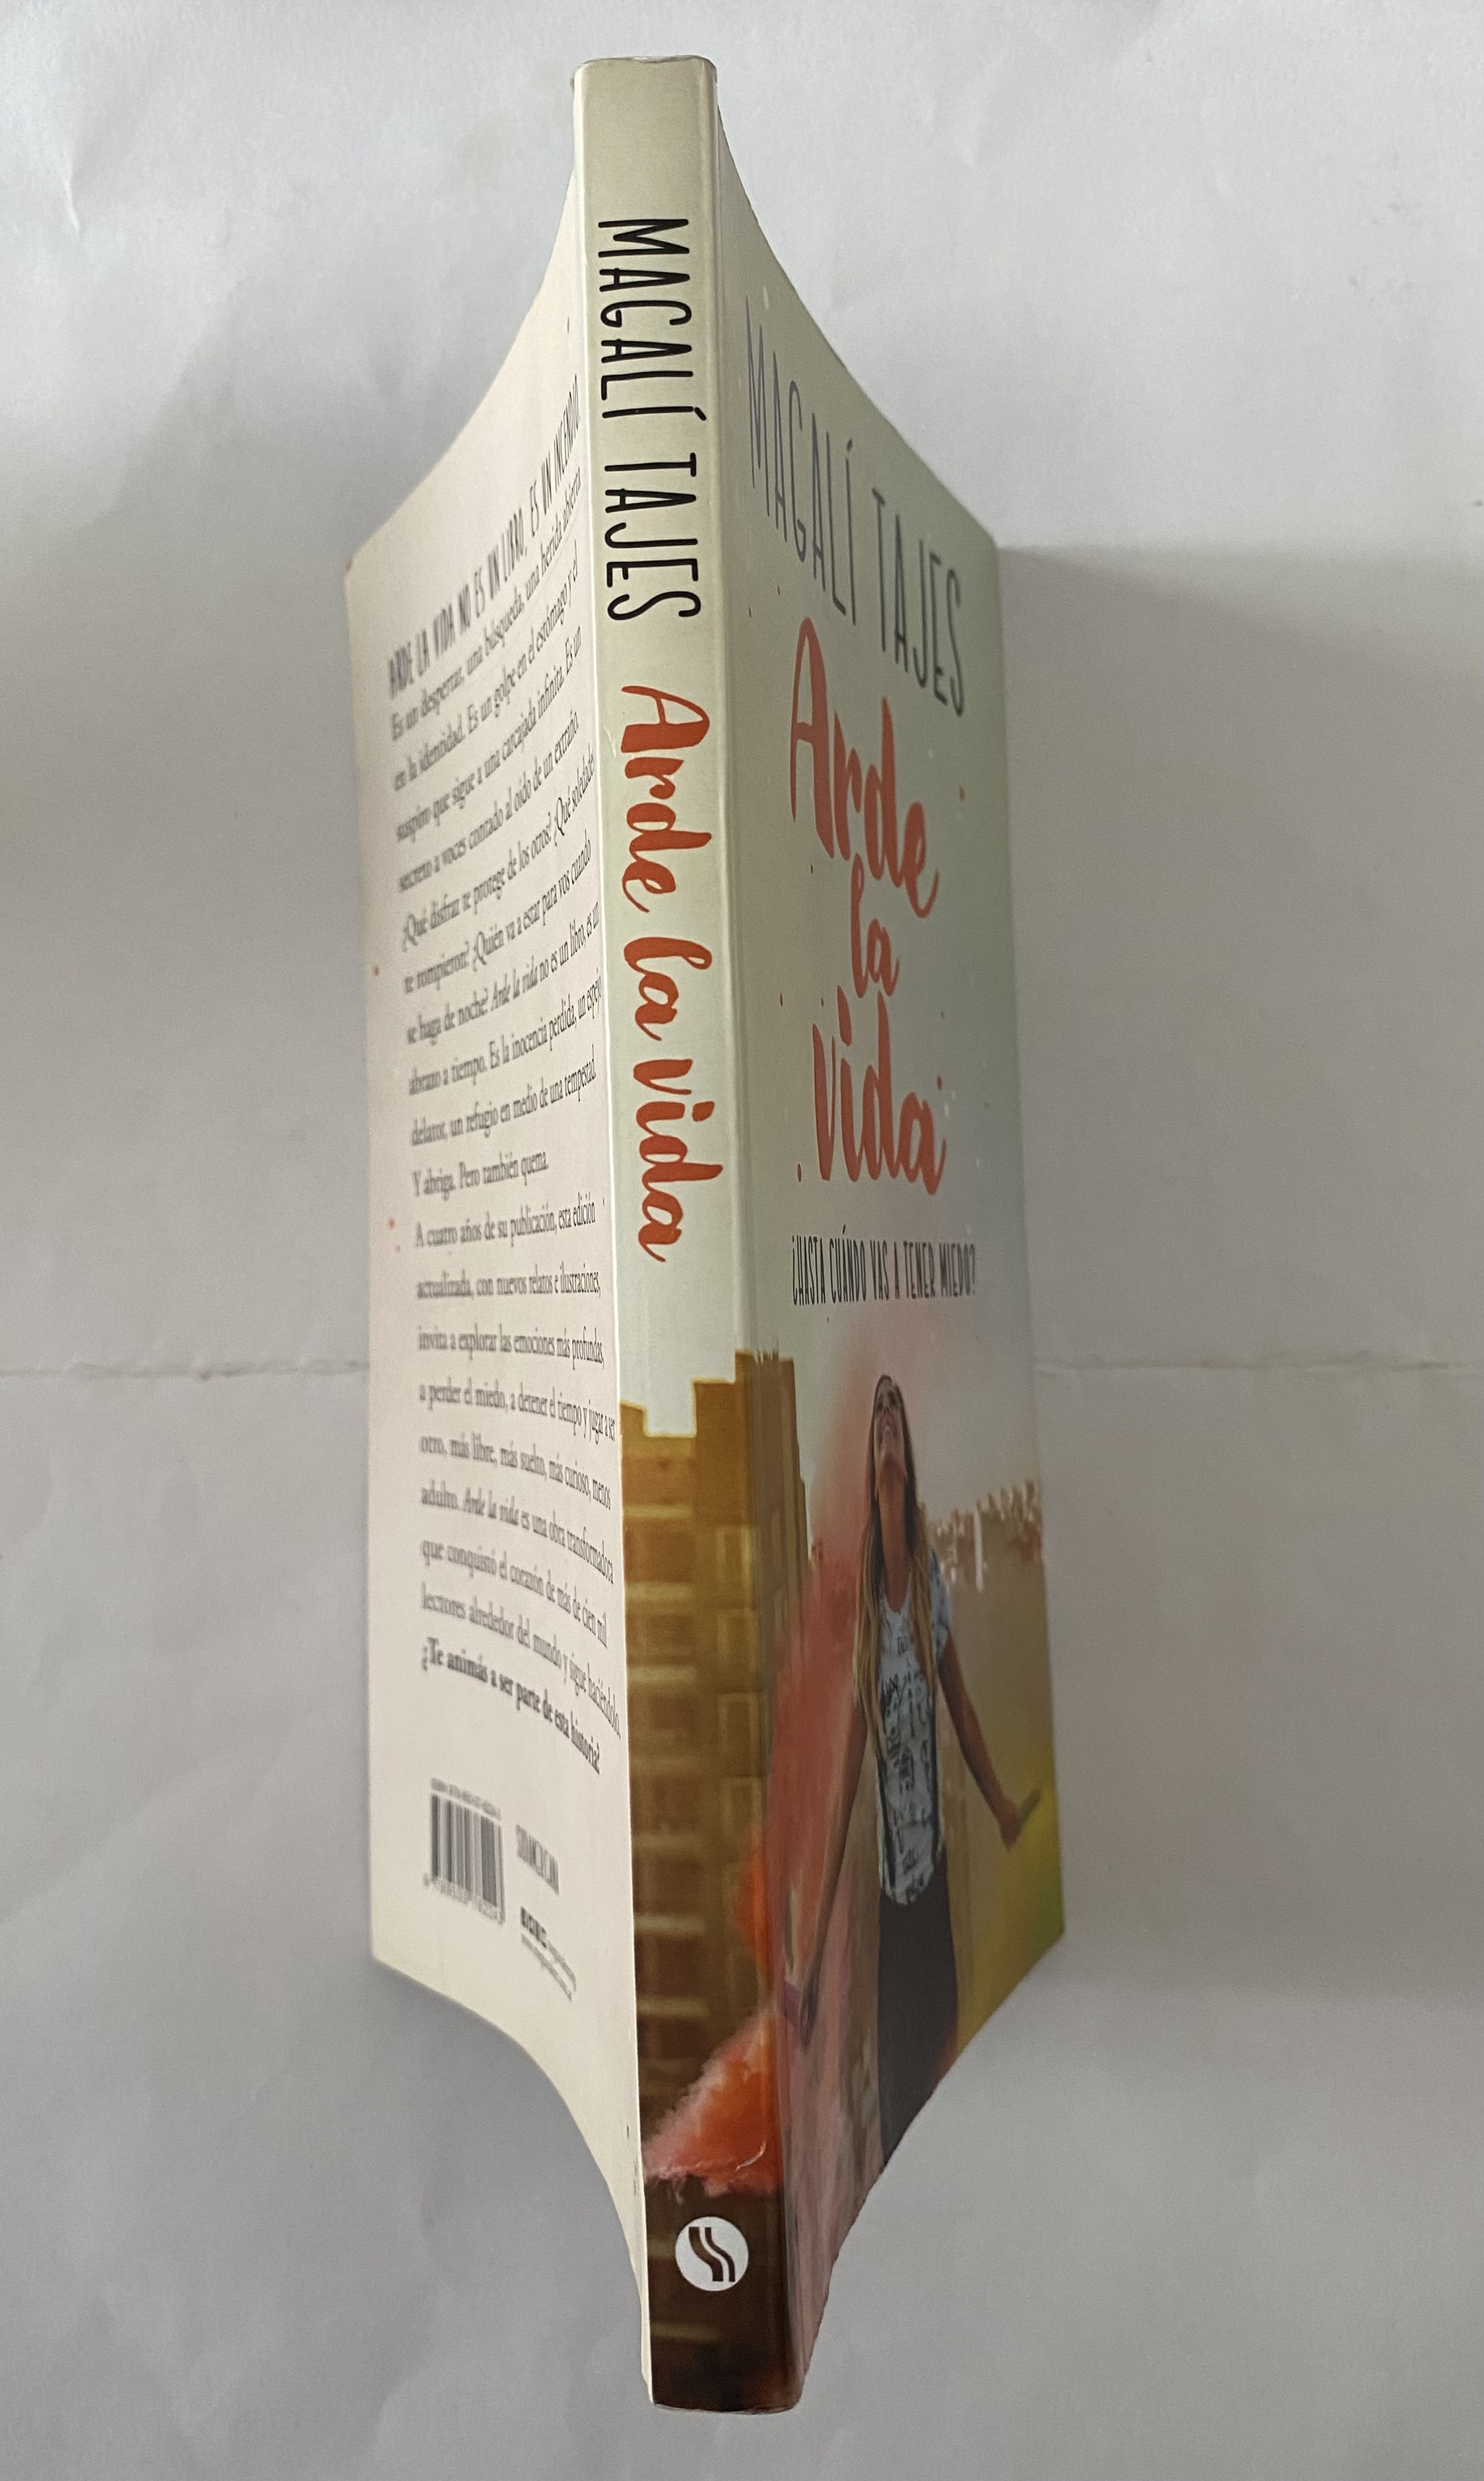 ARDE LA VIDA NO ES UN LIBRO, ES UN INCENDIO.
Es un despertar, una búsqueda, una herida abierta
en la identidad. Es un golpe en el estómago y el
suspiro que sigue a una carcajada infinita. Es un
secreto a voces contado al oído de un extraño.
¿Qué disfraz te protege de los otros? ¿Qué soledades
te rompieron? ¿Quién va a estar para vos cuando
se haga de noche? Arde la vida no es un libro, es un
abrazo a tiempo. Es la inocencia perdida, un espejo
delator, un refugio en medio de una tempestad.
Y abriga. Pero también quema.
A cuatro años de su publicación, esta edición
actualizada, con nuevos relatos e ilustraciones,
invita a explorar las emociones más profundas,
a perder el miedo, a detener el tiempo y jugar a ser
otro, más libre, más suelto, más curioso, menos
adulto. Arde la vida es una obra transformadora
que conquistó el corazón de más de cien mil
lectores alrededor del mundo y sigue haciéndolo.
¿Te animás a ser parte de esta historia?
SUDAMERICANA
MAGALÍ TAJES Arde la vida
MAGALÍ TAJES
Arde
la
vida
¿HASTA CUÁNDO VAS A TENER MIEDO?